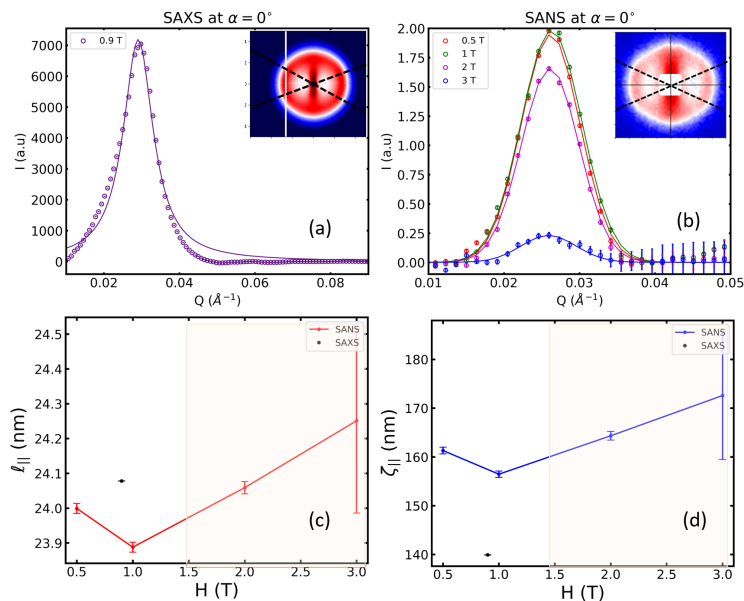 SAXS at α = 0°
0.9 T
7000
6000
5000
4000
3000
2000
1000
0
I (a.u)
(a)
0.02
0.04
0.06
0.08
Q (Å⁻¹)
SANS at α = 0°
0.5 T
1 T
2 T
3 T
2.00
1.75
1.50
1.25
1.00
0.75
0.50
0.25
0.00
I (a.u)
(b)
0.01
0.02
0.03
0.04
0.05
Q (Å⁻¹)
SANS
SAXS
24.5
24.4
24.3
24.2
24.1
24.0
23.9
ℓ|| (nm)
(c)
0.5
1.0
1.5
2.0
2.5
3.0
H (T)
SANS
SAXS
180
170
160
150
140
ζ|| (nm)
(d)
0.5
1.0
1.5
2.0
2.5
3.0
H (T)